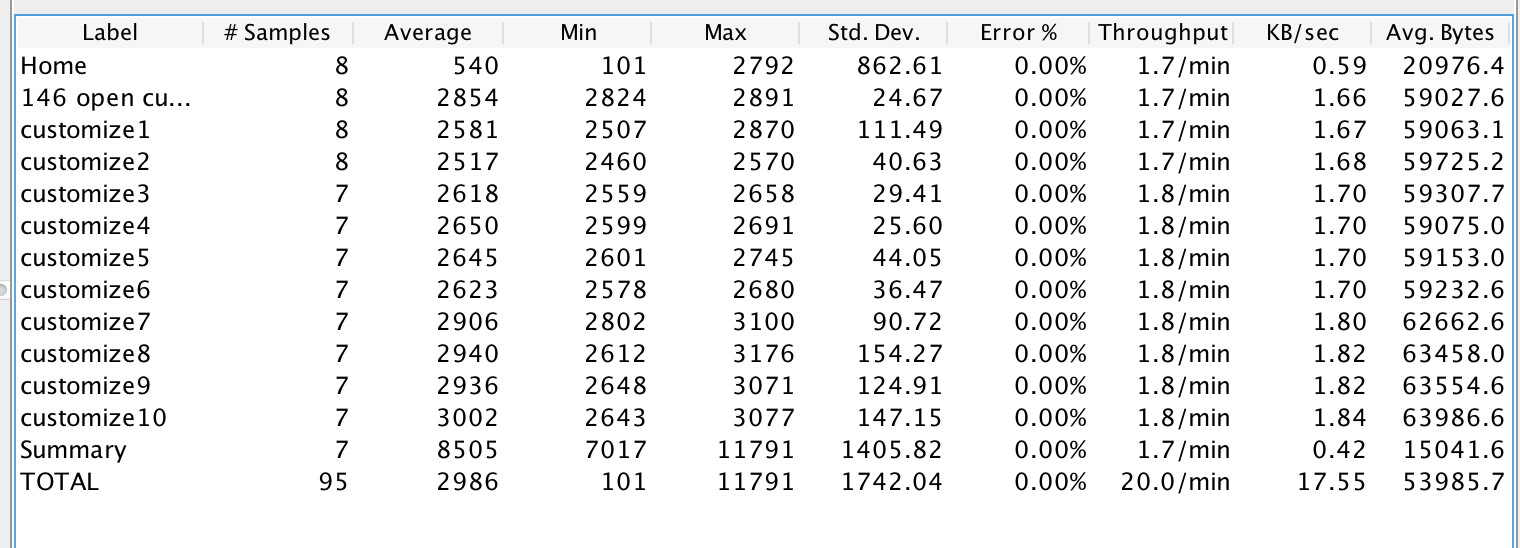 Label # Samples Average Min Max Std. Dev. Error % Throughput KB/sec Avg. Bytes
Home 8 540 101 2792 862.61 0.00% 1.7/min 0.59 20976.4
146 open cu... 8 2854 2824 2891 24.67 0.00% 1.7/min 1.66 59027.6
customize1 8 2581 2507 2870 111.49 0.00% 1.7/min 1.67 59063.1
customize2 8 2517 2460 2570 40.63 0.00% 1.7/min 1.68 59725.2
customize3 7 2618 2559 2658 29.41 0.00% 1.8/min 1.70 59307.7
customize4 7 2650 2599 2691 25.60 0.00% 1.8/min 1.70 59075.0
customize5 7 2645 2601 2745 44.05 0.00% 1.8/min 1.70 59153.0
customize6 7 2623 2578 2680 36.47 0.00% 1.8/min 1.70 59232.6
customize7 7 2906 2802 3100 90.72 0.00% 1.8/min 1.80 62662.6
customize8 7 2940 2612 3176 154.27 0.00% 1.8/min 1.82 63458.0
customize9 7 2936 2648 3071 124.91 0.00% 1.8/min 1.82 63554.6
customize10 7 3002 2643 3077 147.15 0.00% 1.8/min 1.84 63986.6
Summary 7 8505 7017 11791 1405.82 0.00% 1.7/min 0.42 15041.6
TOTAL 95 2986 101 11791 1742.04 0.00% 20.0/min 17.55 53985.7